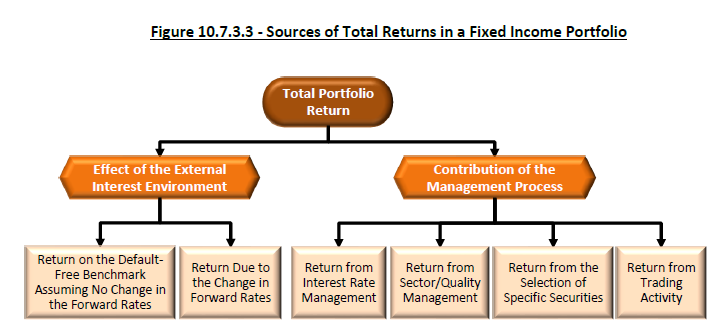 Figure 10.7.3.3 - Sources of Total Returns in a Fixed Income Portfolio
Total Portfolio
Return
Effect of the External
Interest Environment
Contribution of the
Management Process
Return on the Default-
Free Benchmark
Assuming No Change in
the Forward Rates
Return Due to
the Change in
Forward Rates
Return from
Interest Rate
Management
Return from
Sector/Quality
Management
Return from the
Selection of
Specific Securities
Return from
Trading
Activity